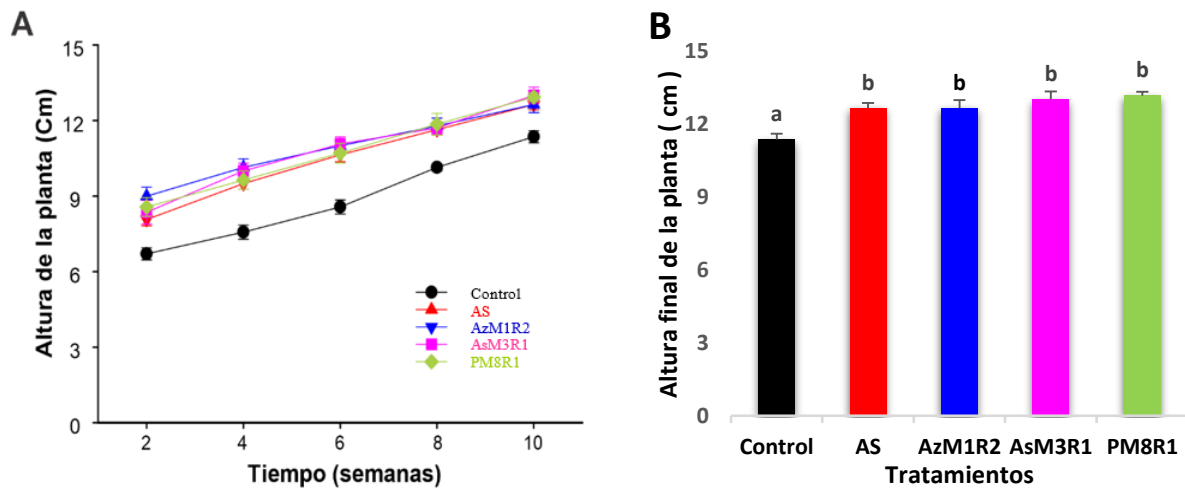 A
Altura de la planta (Cm)
15
12
9
6
3
0
2 4 6 8 10
Tiempo (semanas)
Control
AS
AzM1R2
AsM3R1
PM8R1
B
Altura final de la planta ( cm )
15
12
9
6
3
0
a b b b b
Control AS AzM1R2 AsM3R1 PM8R1
Tratamientos